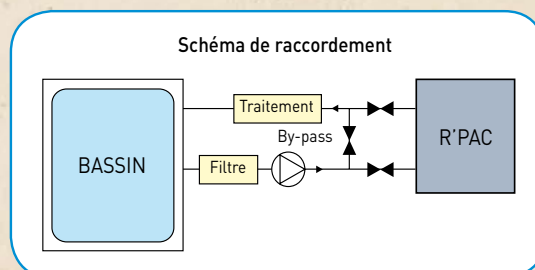 Schéma de raccordement
Traitement
By-pass
R'PAC
BASSIN
Filtre